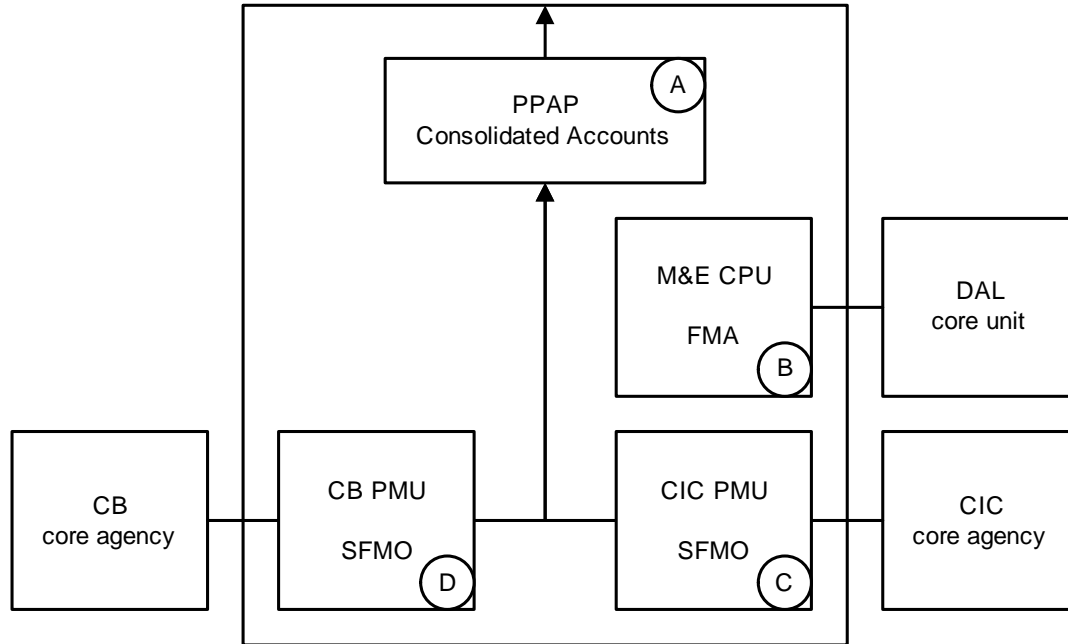 A
PPAP
Consolidated Accounts
M&E CPU
FMA
B
DAL
core unit
CB
core agency
CB PMU
SFMO
D
CIC PMU
SFMO
C
CIC
core agency